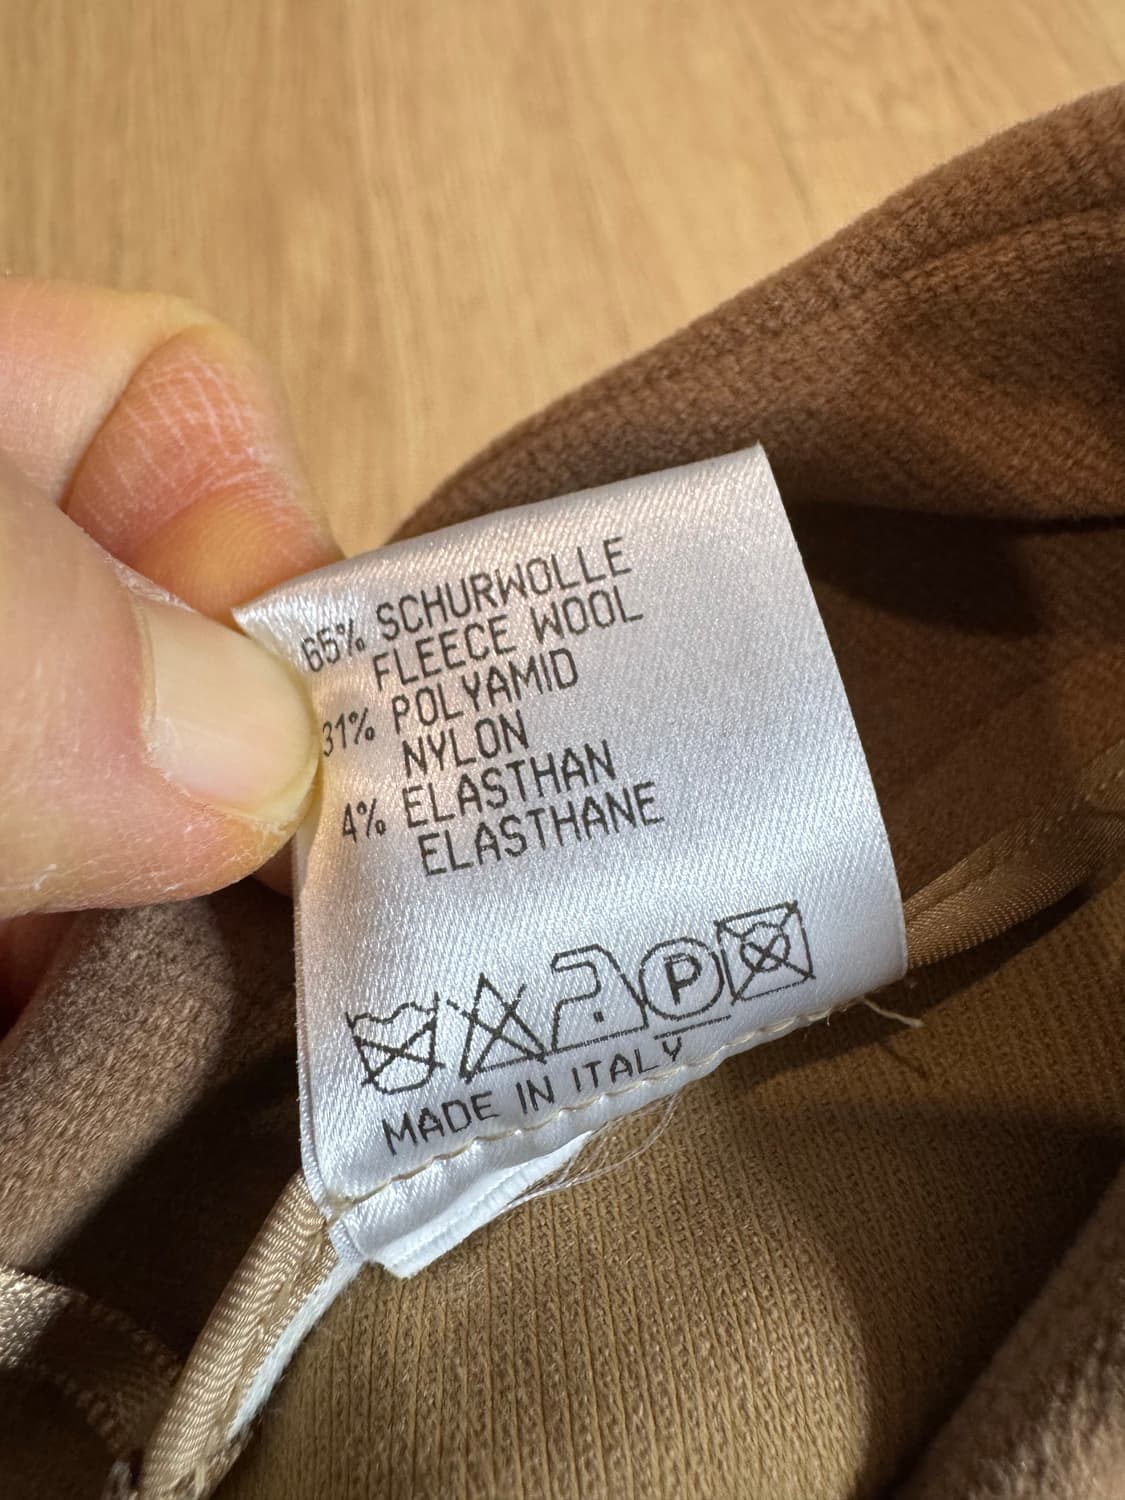 65% SCHURWOLLE
FLEECE WOOL
31% POLYAMID
NYLON
4% ELASTHAN
ELASTHANE
P
MADE IN ITALY